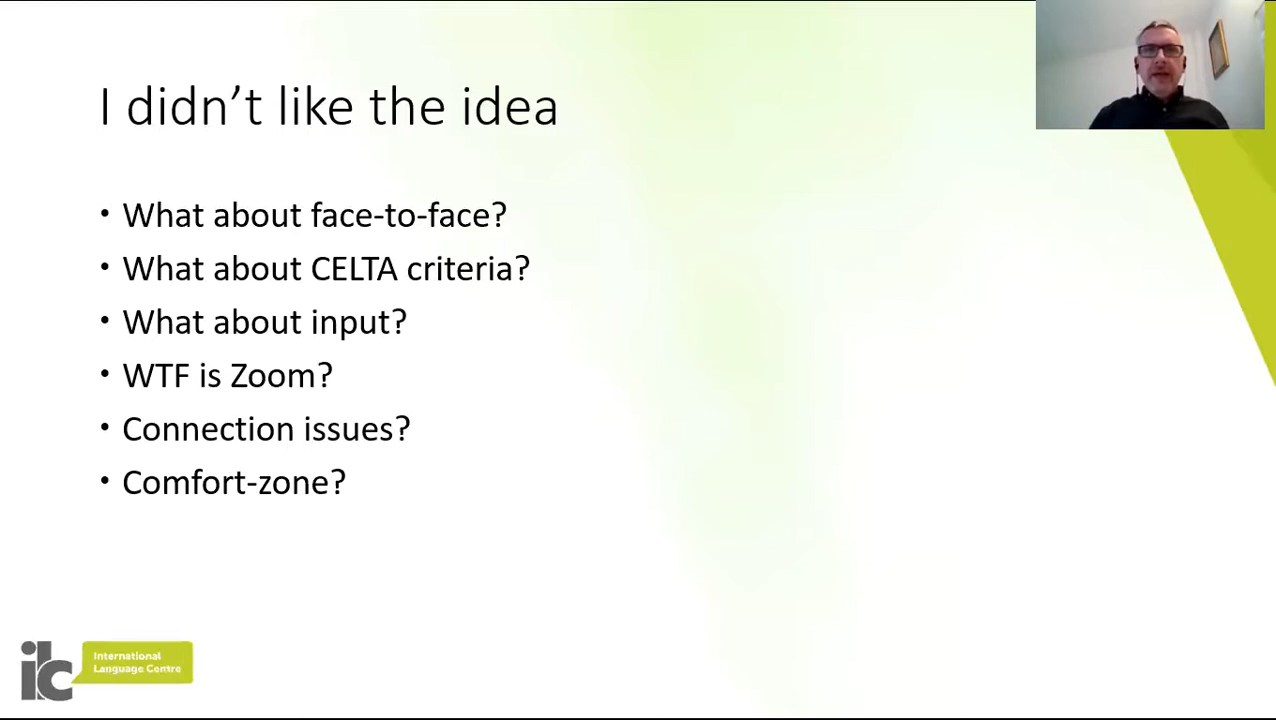 I didn't like the idea
• What about face-to-face?
• What about CELTA criteria?
• What about input?
• WTF is Zoom?
• Connection issues?
• Comfort-zone?
ilc
International
Language Centre